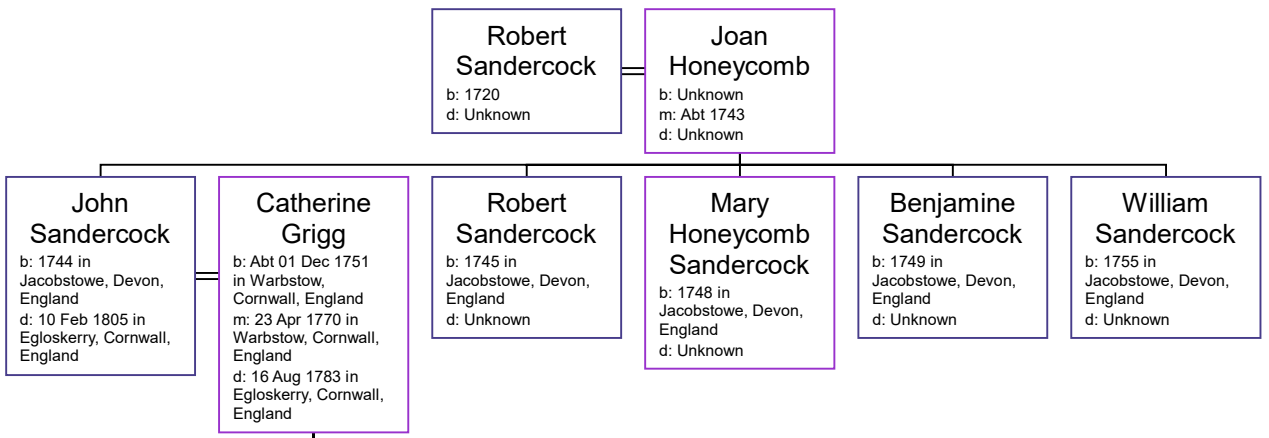 Robert
Sandercock
b: 1720
d: Unknown
Joan
Honeycomb
b: Unknown
m: Abt 1743
d: Unknown
John
Sandercock
b: 1744 in
Jacobstowe, Devon,
England
d: 10 Feb 1805 in
Egloskerry, Cornwall,
England
Catherine
Grigg
b: Abt 01 Dec 1751
in Warbstow,
Cornwall, England
m: 23 Apr 1770 in
Warbstow, Cornwall,
England
d: 16 Aug 1783 in
Egloskerry, Cornwall,
England
Robert
Sandercock
b: 1745 in
Jacobstowe, Devon,
England
d: Unknown
Mary
Honeycomb
Sandercock
b: 1748 in
Jacobstowe, Devon,
England
d: Unknown
Benjamine
Sandercock
b: 1749 in
Jacobstowe, Devon,
England
d: Unknown
William
Sandercock
b: 1755 in
Jacobstowe, Devon,
England
d: Unknown